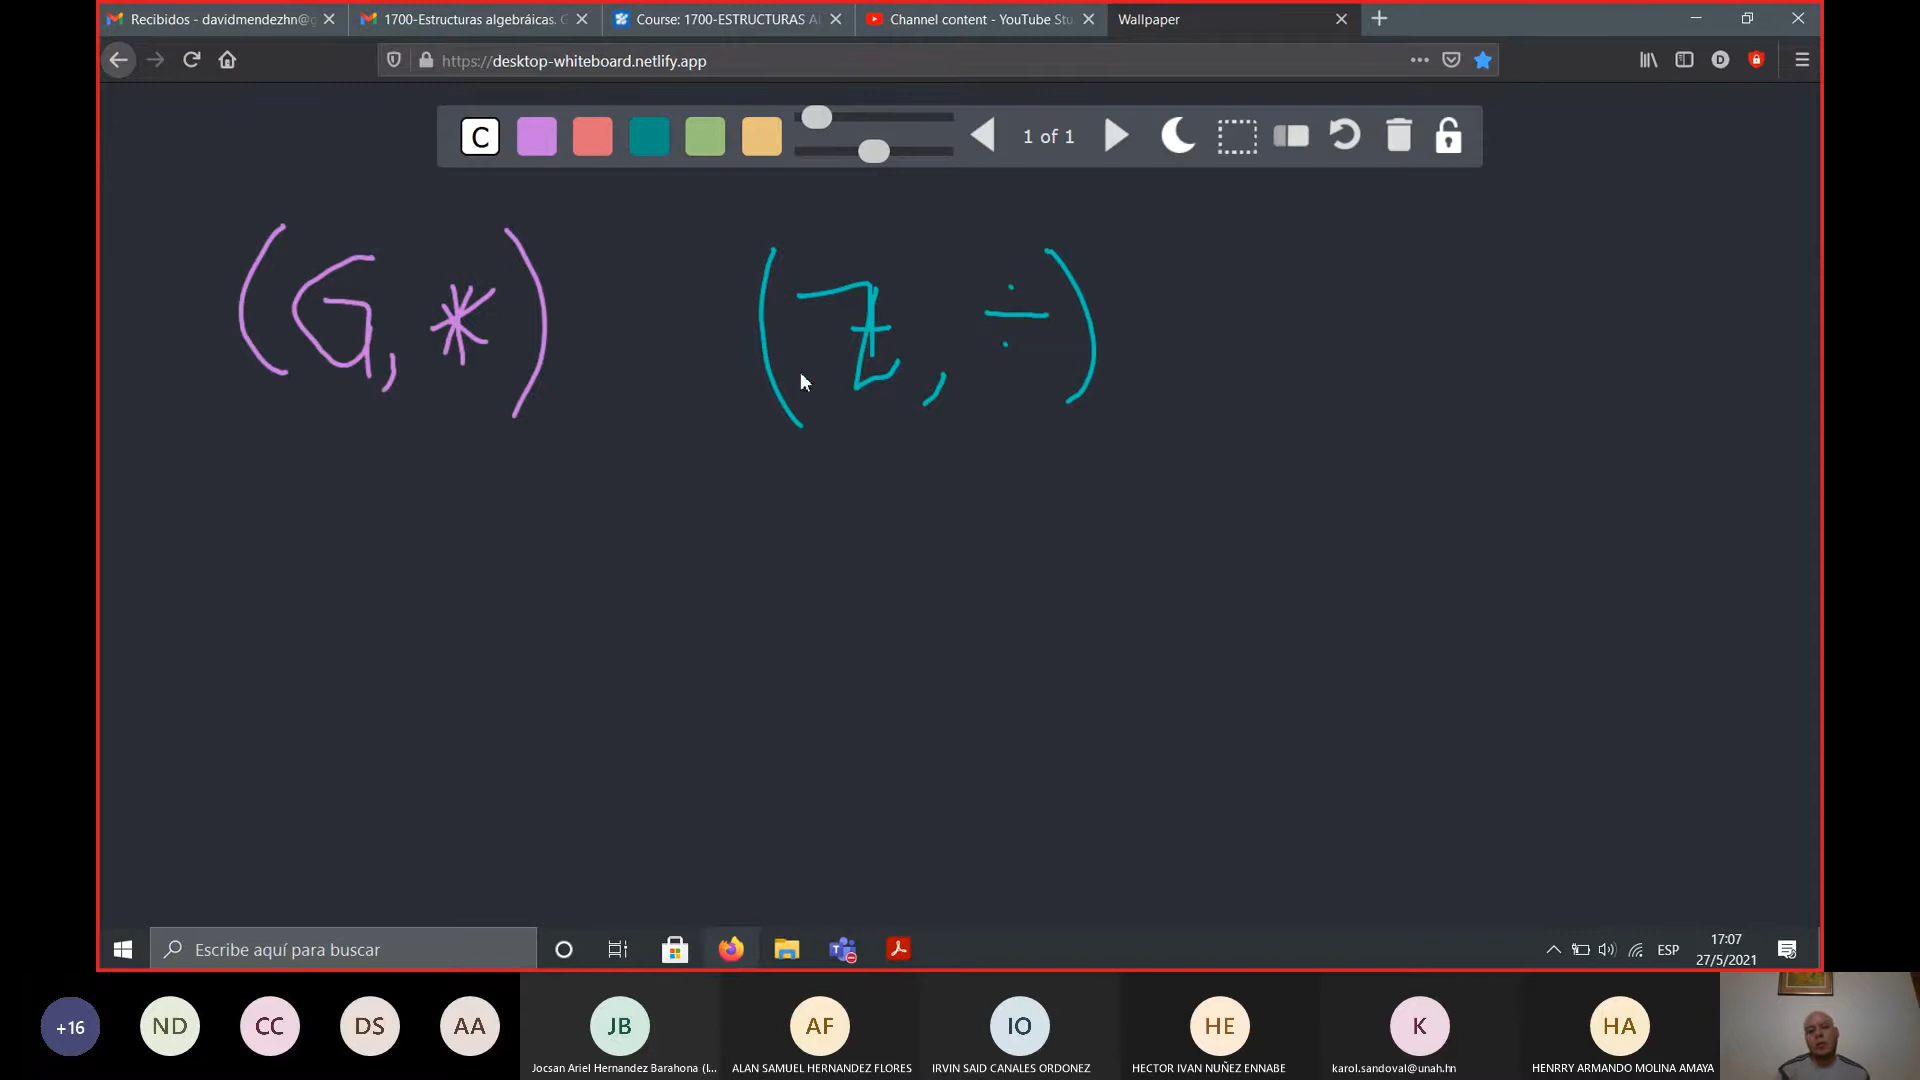 Recibidos - davidmendezhn@g
1700-Estructuras algebráicas. G
Course: 1700-ESTRUCTURAS AL
Channel content - YouTube Stu
Wallpaper
https://desktop-whiteboard.netlify.app
C
1 of 1
(G, *)
(Z, ÷)
Escribe aquí para buscar
ESP
17:07
27/5/2021
+16
ND
CC
DS
AA
JB
AF
IO
HE
K
HA
Jocsan Ariel Hernandez Barahona (I...
ALAN SAMUEL HERNANDEZ FLORES
IRVIN SAID CANALES ORDONEZ
HECTOR IVAN NUÑEZ ENNABE
karol.sandoval@unah.hn
HENRRY ARMANDO MOLINA AMAYA